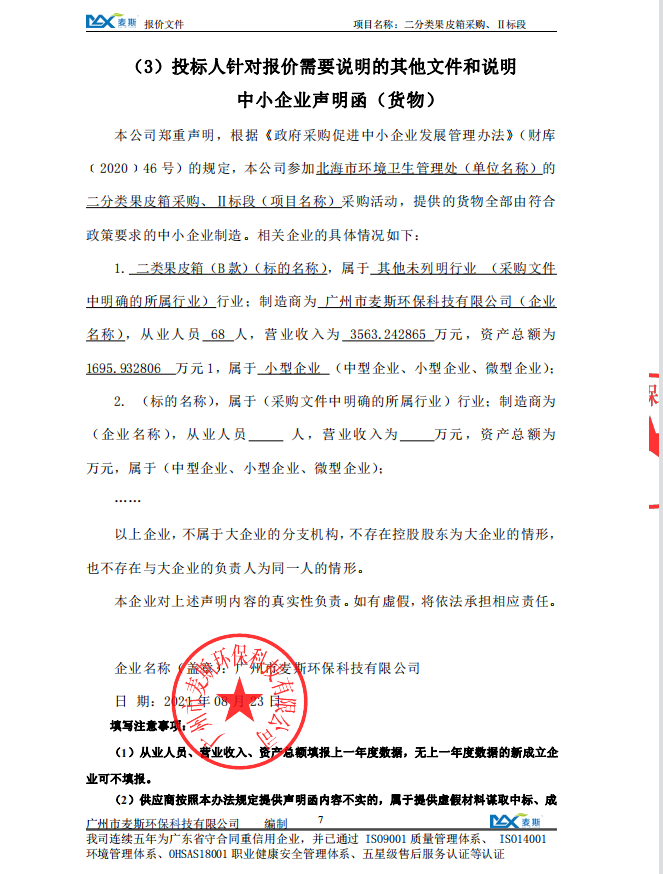 麦斯 报价文件 项目名称：二分类果皮箱采购、Ⅱ标段
（3）投标人针对报价需要说明的其他文件和说明
中小企业声明函（货物）
本公司郑重声明，根据《政府采购促进中小企业发展管理办法》（财库
﹝2020﹞46 号）的规定，本公司参加北海市环境卫生管理处（单位名称）的
二分类果皮箱采购、Ⅱ标段（项目名称）采购活动，提供的货物全部由符合
政策要求的中小企业制造。相关企业的具体情况如下：
1. 二类果皮箱（B 款）（标的名称），属于 其他未列明行业 （采购文件
中明确的所属行业）行业；制造商为 广州市麦斯环保科技有限公司（企业
名称），从业人员 68 人，营业收入为 3563.242865 万元，资产总额为
1695.932806 万元1，属于 小型企业 （中型企业、小型企业、微型企业）；
2. （标的名称），属于（采购文件中明确的所属行业）行业；制造商为
（企业名称），从业人员____ 人，营业收入为____万元，资产总额为
万元，属于（中型企业、小型企业、微型企业）；
……
以上企业，不属于大企业的分支机构，不存在控股股东为大企业的情形，
也不存在与大企业的负责人为同一人的情形。
本企业对上述声明内容的真实性负责。如有虚假，将依法承担相应责任。
企业名称（盖章）：广州市麦斯环保科技有限公司
日 期：2021 年 08 月 23 日
广州市麦斯环保科技有限公司
填写注意事项：
（1）从业人员、营业收入、资产总额填报上一年度数据，无上一年度数据的新成立企
业可不填报。
（2）供应商按照本办法规定提供声明函内容不实的，属于提供虚假材料谋取中标、成
广州市麦斯环保科技有限公司 编制 7 麦斯
我司连续五年为广东省守合同重信用企业，并已通过 ISO9001 质量管理体系、 ISO14001
环境管理体系、OHSAS18001 职业健康安全管理体系、五星级售后服务认证等认证
保